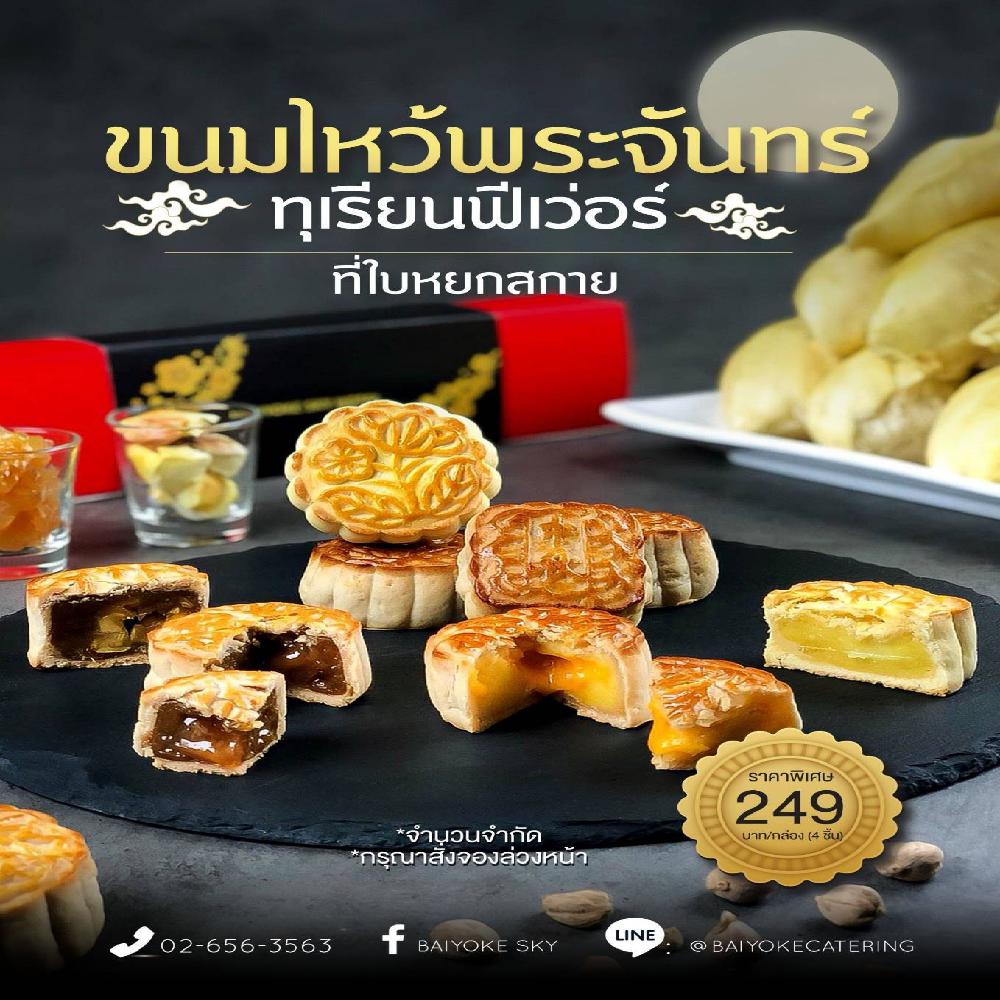 ขนมไหว้พระจันทร์
ทุเรียนฟีเว่อร์
ที่ใบหยกสกาย
ราคาพิเศษ
249
บาท/กล่อง (4 ชิ้น)
*จำนวนจำกัด
*กรุณาสั่งจองล่วงหน้า
02-656-3563
f BAIYOKE SKY
LINE : @BAIYOKECATERING